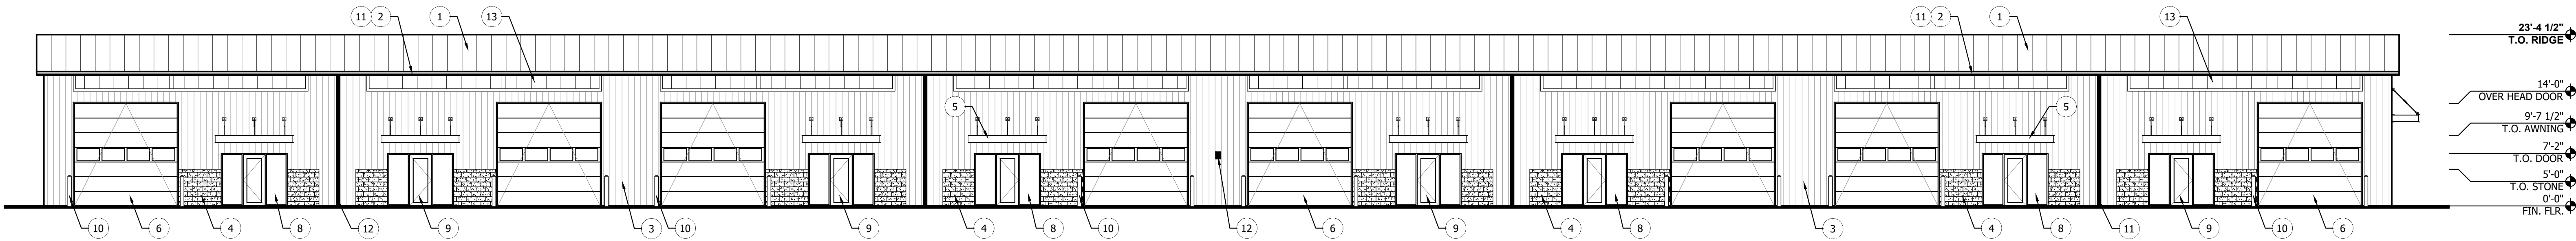 11 2 1 13 11 2 1 13
23'-4 1/2"
T.O. RIDGE
14'-0"
OVER HEAD DOOR
5 5
9'-7 1/2"
T.O. AWNING
7'-2"
T.O. DOOR
5'-0"
T.O. STONE
0'-0"
FIN. FLR.
10 6 4 8 12 9 3 10 9 4 8 10 12 6 9 4 8 3 4 8 11 9 10 6